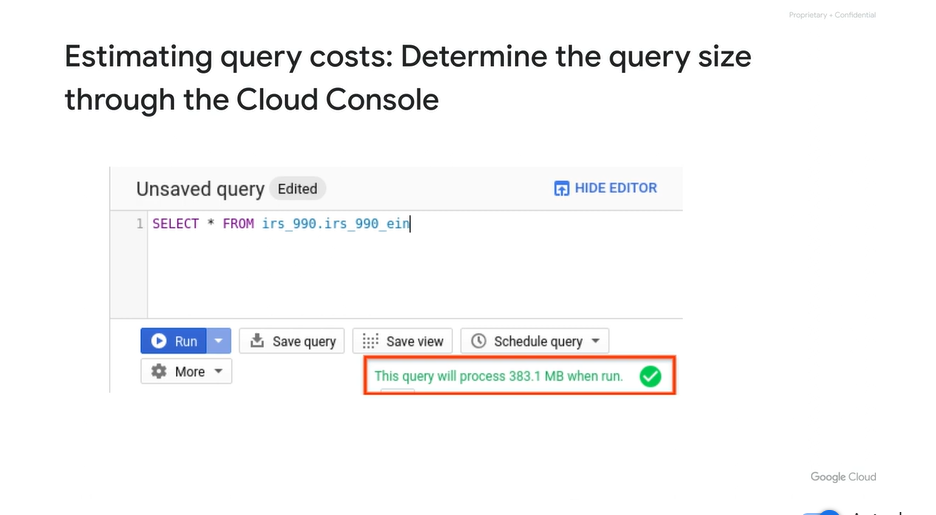 Proprietary + Confidential
Estimating query costs: Determine the query size
through the Cloud Console
Unsaved query Edited HIDE EDITOR
1 SELECT * FROM irs_990.irs_990_ein
Run Save query Save view Schedule query
More This query will process 383.1 MB when run.
Google Cloud